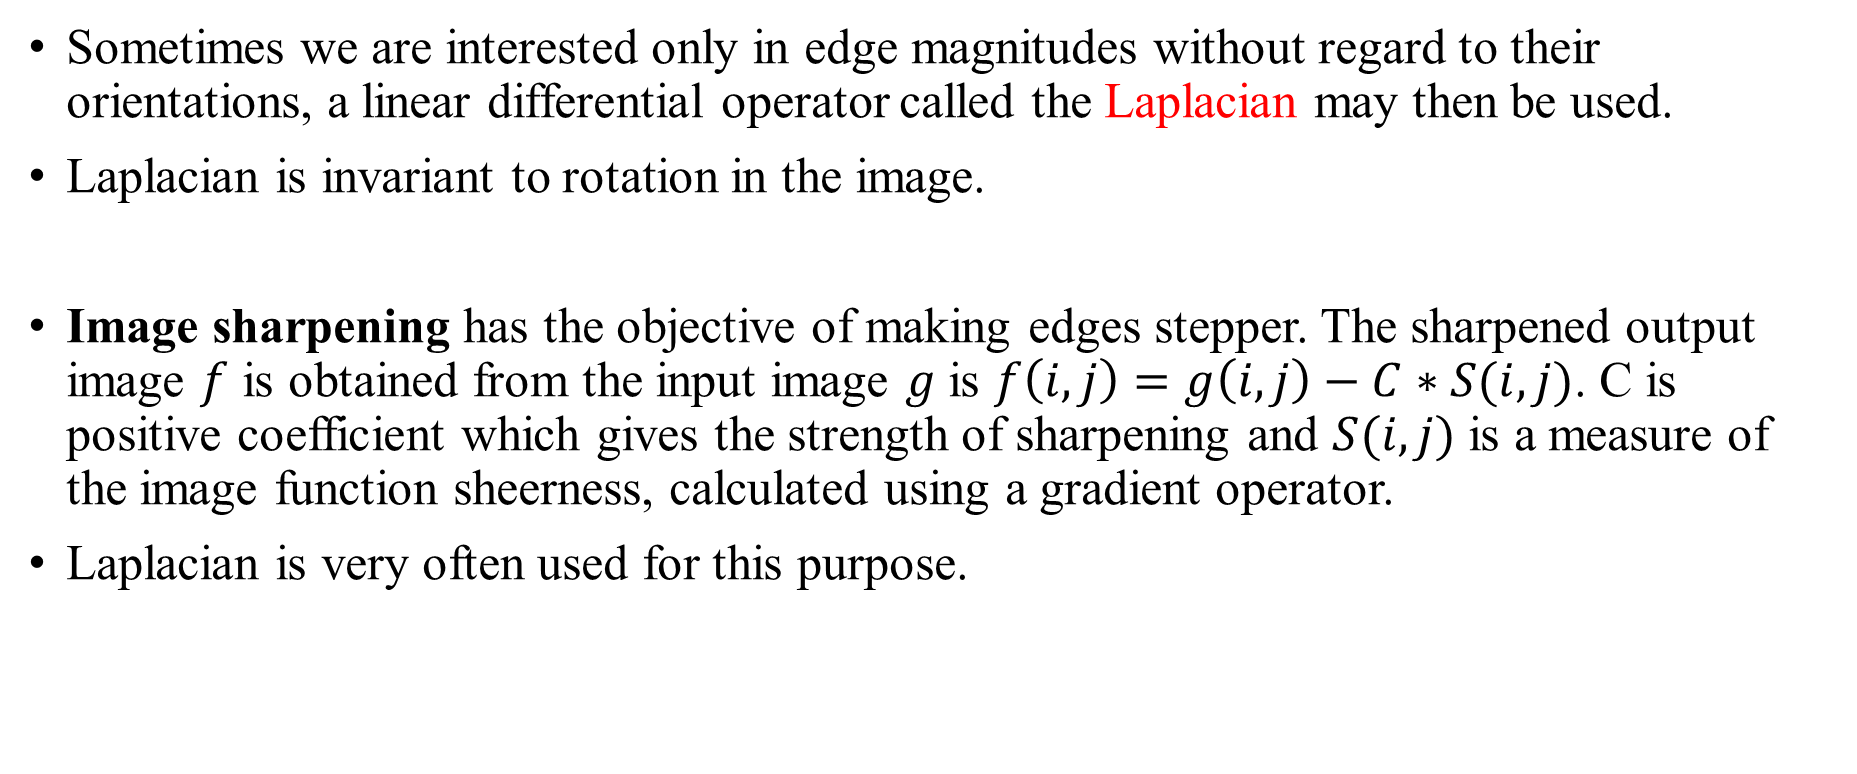 • Sometimes we are interested only in edge magnitudes without regard to their
orientations, a linear differential operator called the Laplacian may then be used.
• Laplacian is invariant to rotation in the image.
• Image sharpening has the objective of making edges stepper. The sharpened output
image f is obtained from the input image g is f(i,j) = g(i,j) − C ∗ S(i,j). C is
positive coefficient which gives the strength of sharpening and S(i,j) is a measure of
the image function sheerness, calculated using a gradient operator.
• Laplacian is very often used for this purpose.